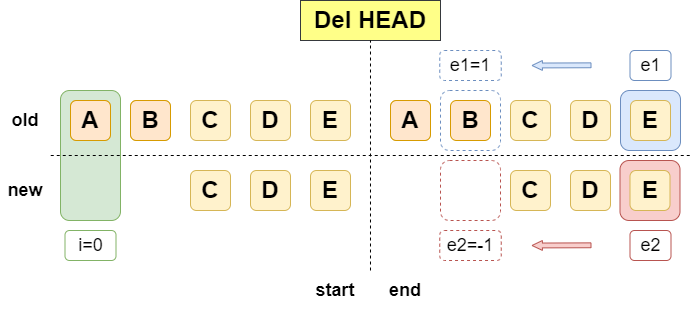 Del HEAD
e1=1 e1
old A B C D E A B C D E
new C D E C D E
i=0 e2=-1 e2
start end